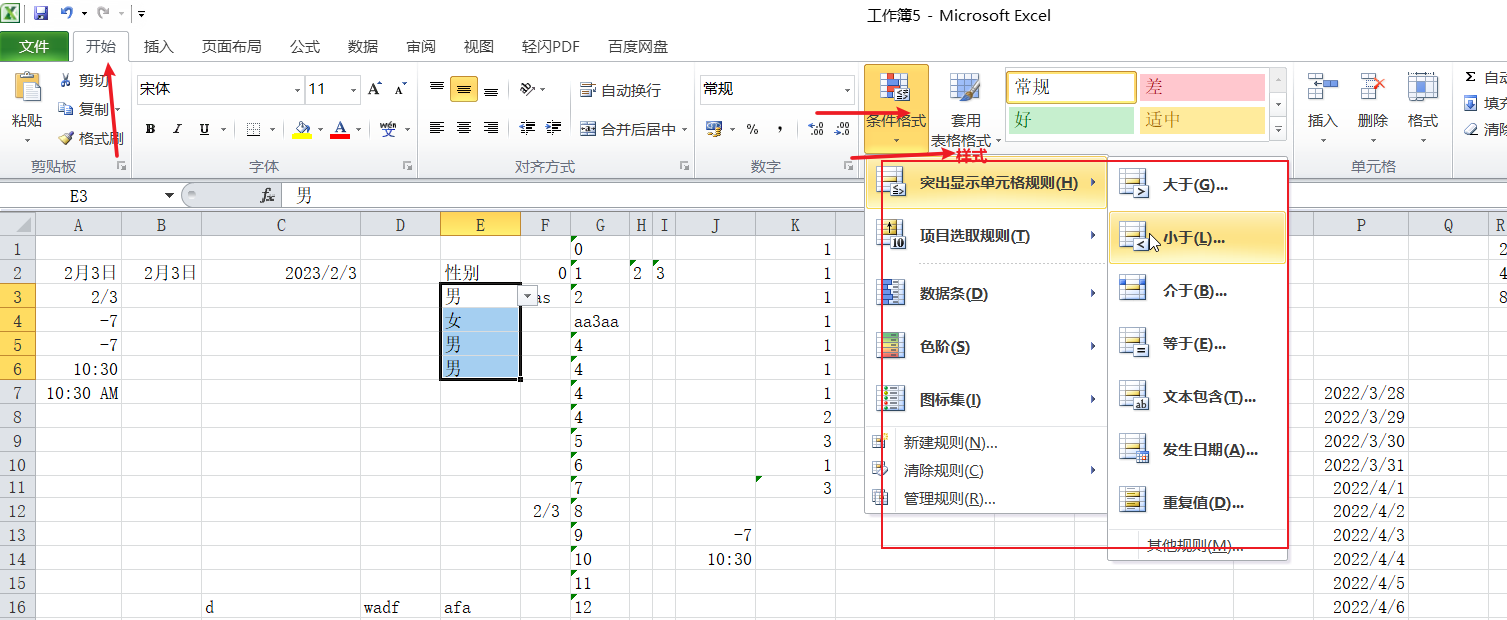 工作簿5 - Microsoft Excel
文件 开始 插入 页面布局 公式 数据 审阅 视图 轻闪PDF 百度网盘
剪切
复制
格式刷
粘贴
剪贴板
宋体 11
B I U
wén 文
字体
自动换行
合并后居中
对齐方式
常规
% ,
数字
条件格式
套用
表格格式
样式
常规 差
好 适中
插入 删除 格式
单元格
Σ
填充
清除
E3 fx 男
A B C D E F G H I J K P Q R
1 0 1
2 2月3日 2月3日 2023/2/3 性别 0 1 2 3 1
3 2/3 男 as 2 1
4 -7 女 aa3aa 1
5 -7 男 4 1
6 10:30 男 4 1
7 10:30 AM 4 1 2022/3/28
8 4 2 2022/3/29
9 5 3 2022/3/30
10 6 1 2022/3/31
11 7 3 2022/4/1
12 2/3 8 2022/4/2
13 9 -7 2022/4/3
14 10 10:30 2022/4/4
15 11 2022/4/5
16 d wadf afa 12 2022/4/6
2
4
8
突出显示单元格规则(H)
项目选取规则(T)
数据条(D)
色阶(S)
图标集(I)
新建规则(N)...
清除规则(C)
管理规则(R)...
大于(G)...
小于(L)...
介于(B)...
等于(E)...
文本包含(T)...
发生日期(A)...
重复值(D)...
其他规则(M)...